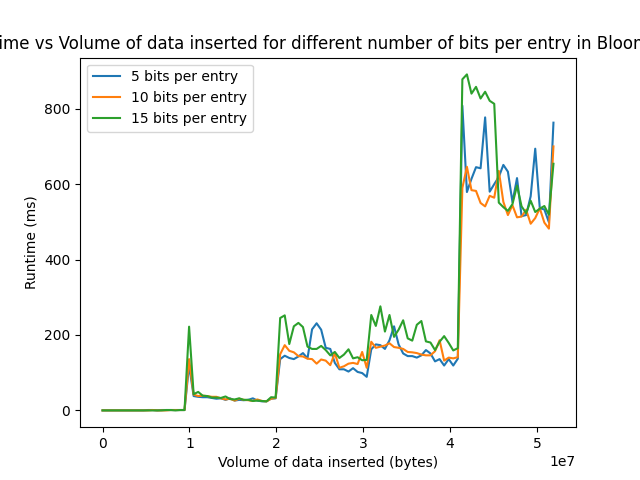 ime vs Volume of data inserted for different number of bits per entry in Bloon
5 bits per entry
10 bits per entry
15 bits per entry
800
600
400
200
0
Runtime (ms)
0 1 2 3 4 5
1e7
Volume of data inserted (bytes)